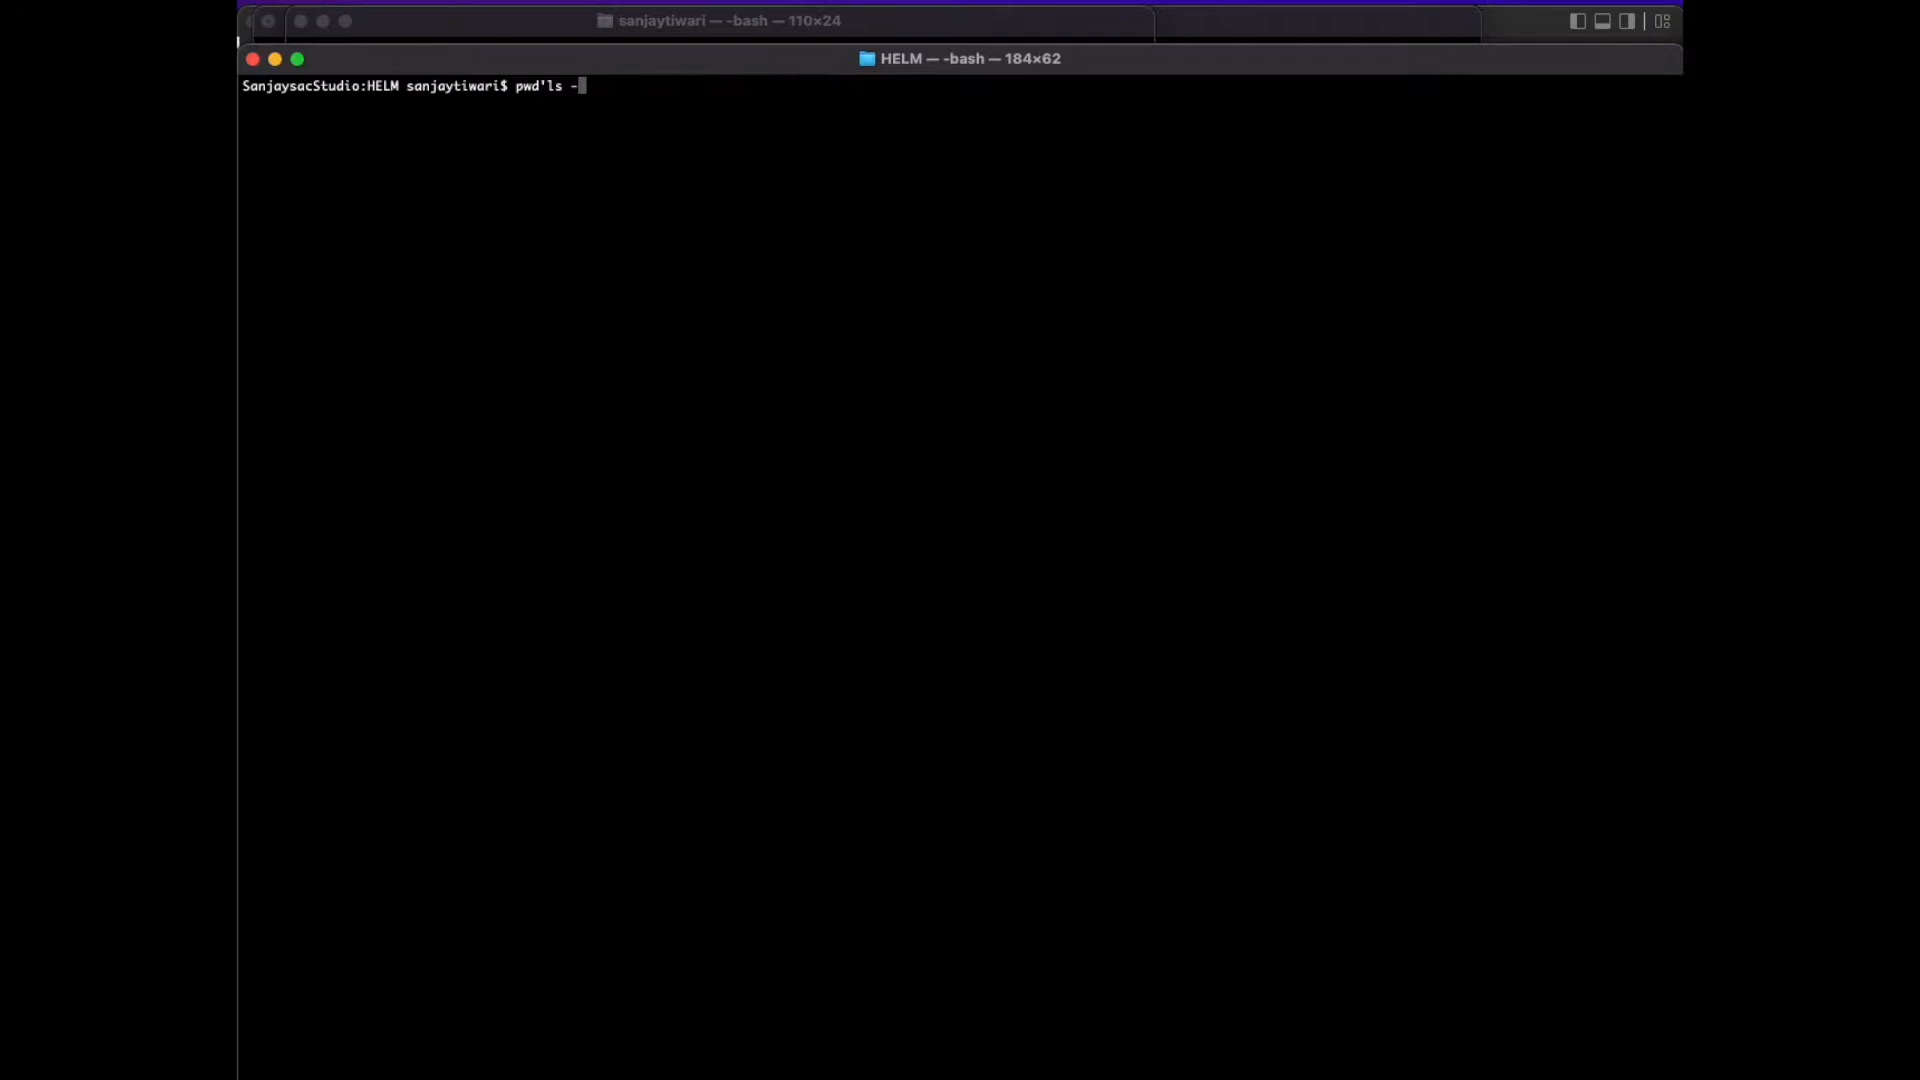 sanjaytiwari — -bash — 110×24
HELM — -bash — 184×62
SanjaysacStudio:HELM sanjaytiwari$ pwd'ls -